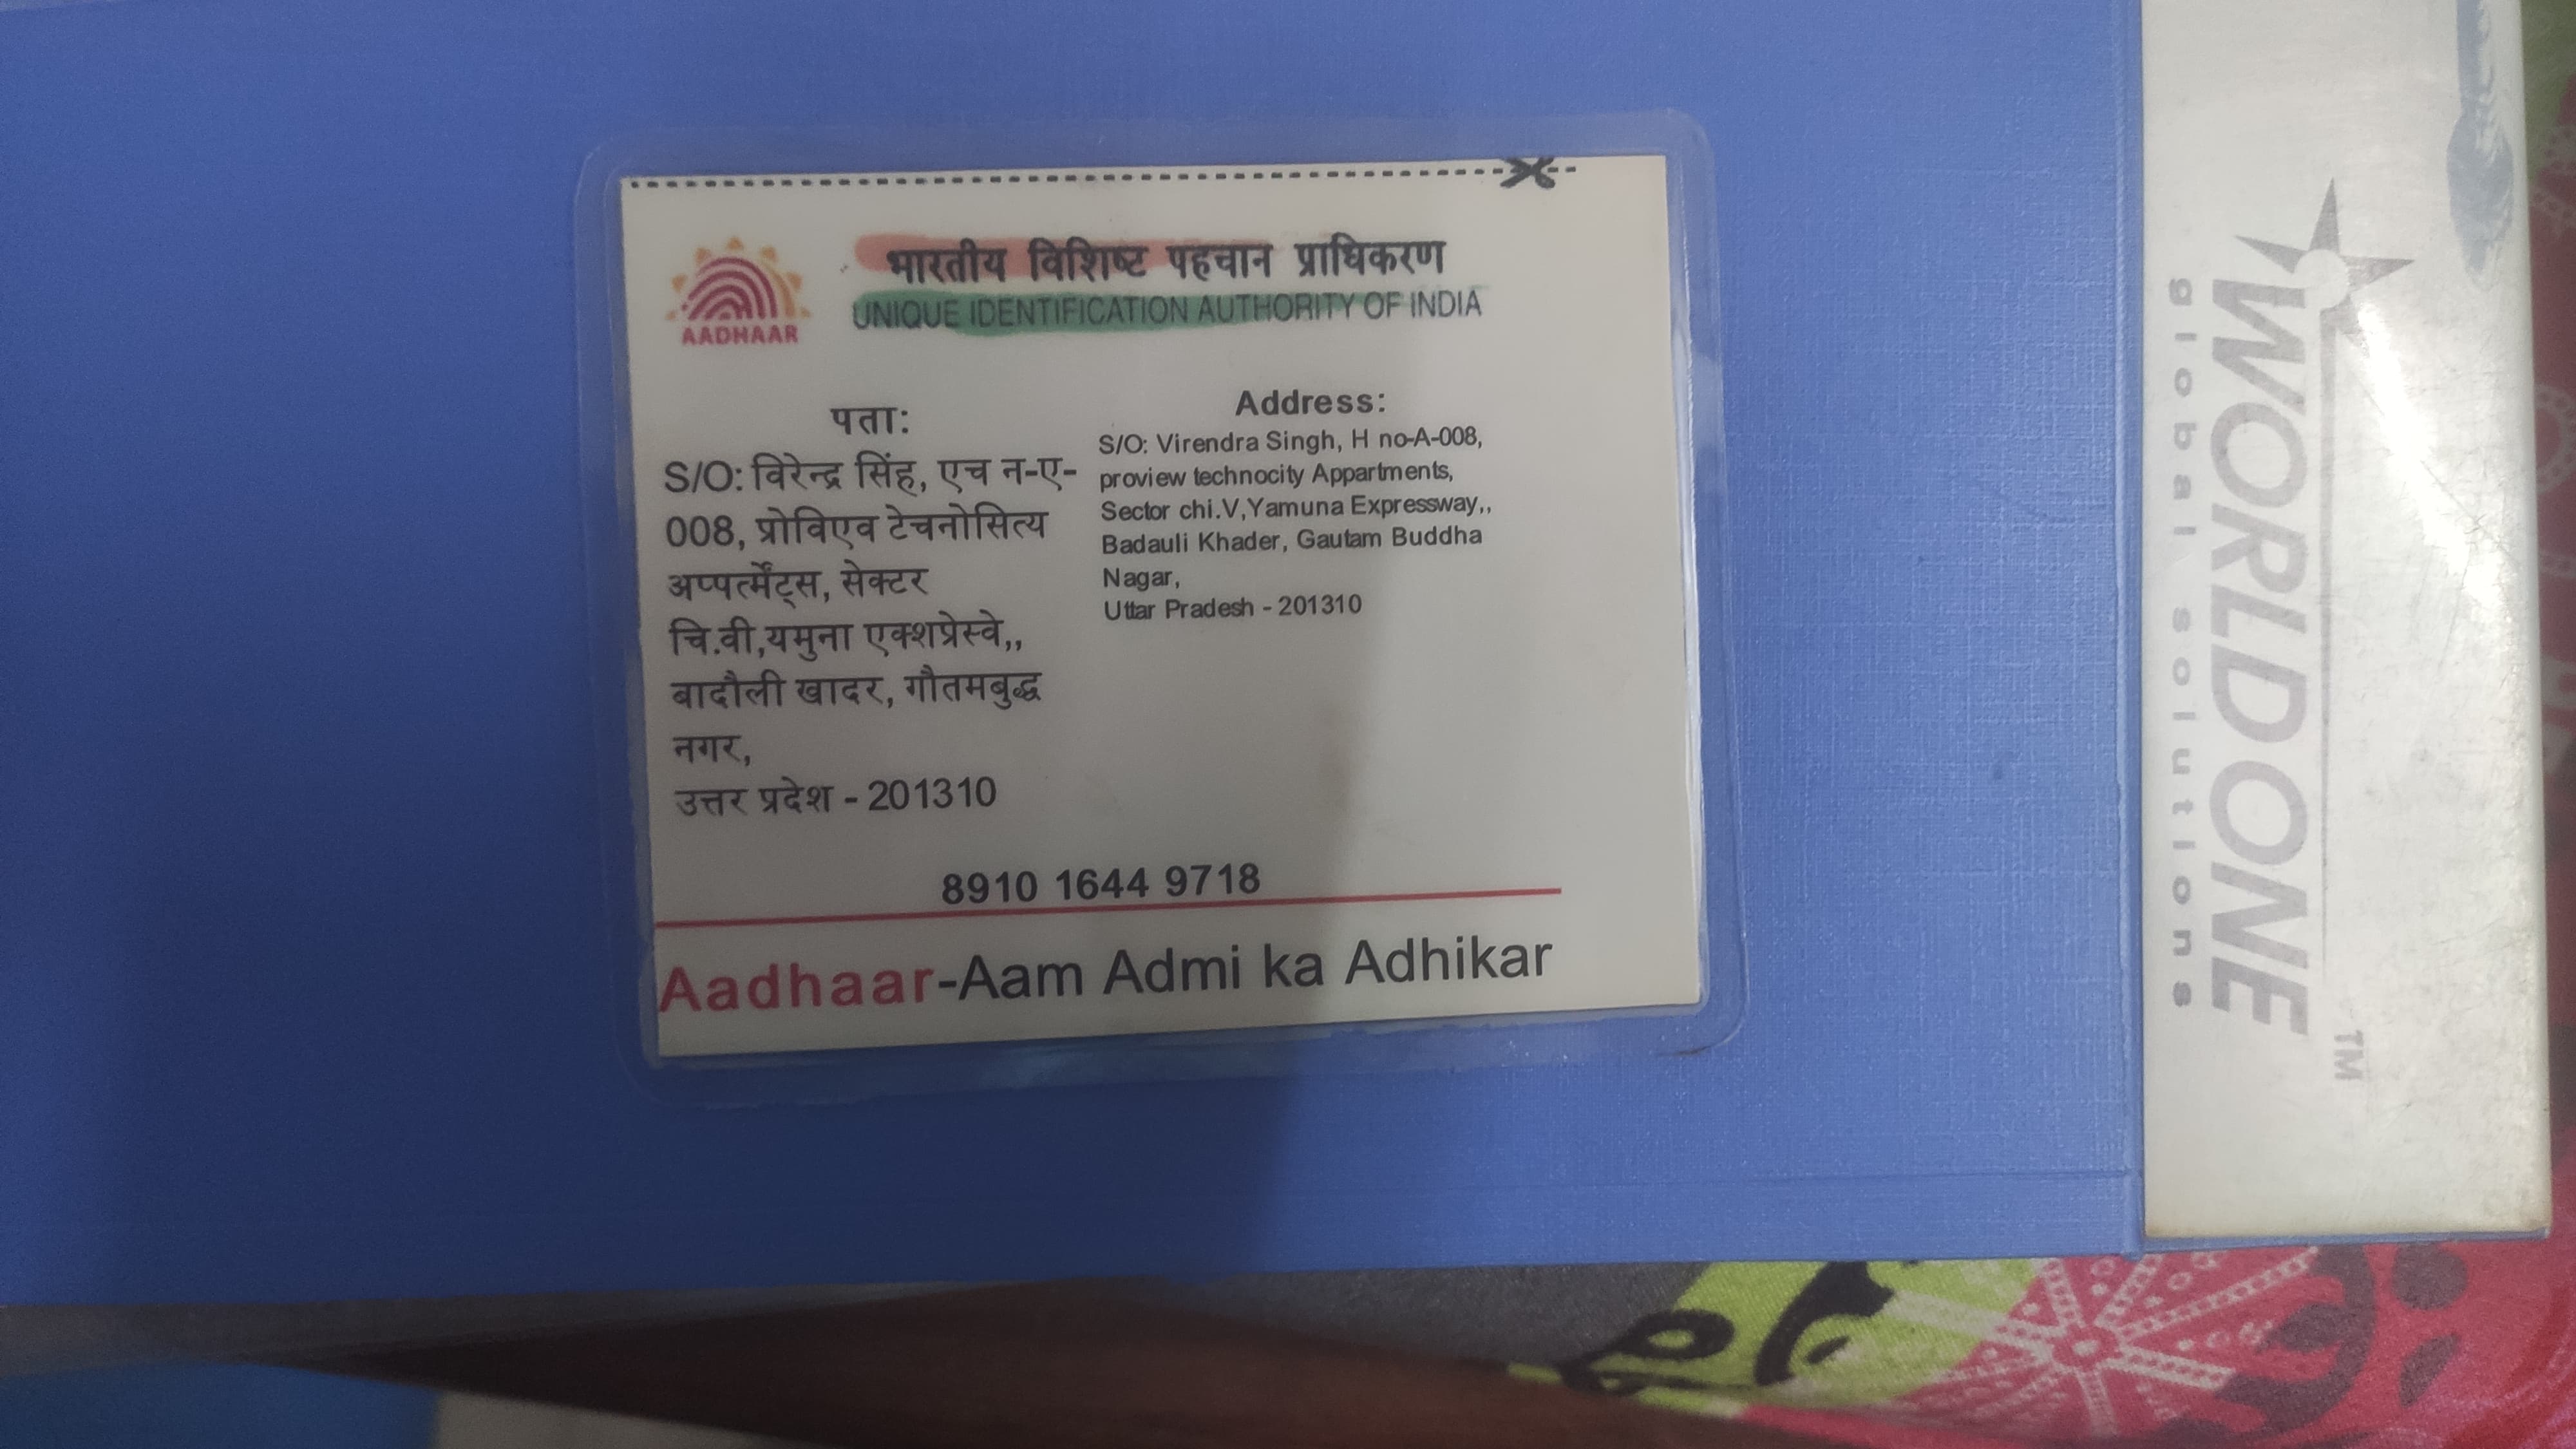 भारतीय विशिष्ट पहचान प्राधिकरण
UNIQUE IDENTIFICATION AUTHORITY OF INDIA
AADHAAR
पता:
S/O: विरेन्द्र सिंह, एच न-ए-
008, प्रोविएव टेचनोसित्य
अप्पर्त्मेंट्स, सेक्टर
चि.वी,यमुना एक्शप्रेस्वे,,
बादौली खादर, गौतमबुद्ध
नगर,
उत्तर प्रदेश - 201310
Address:
S/O: Virendra Singh, H no-A-008,
proview technocity Appartments,
Sector chi.V,Yamuna Expressway,,
Badauli Khader, Gautam Buddha
Nagar,
Uttar Pradesh - 201310
8910 1644 9718
Aadhaar-Aam Admi ka Adhikar
WORLDONE TM
global solutions